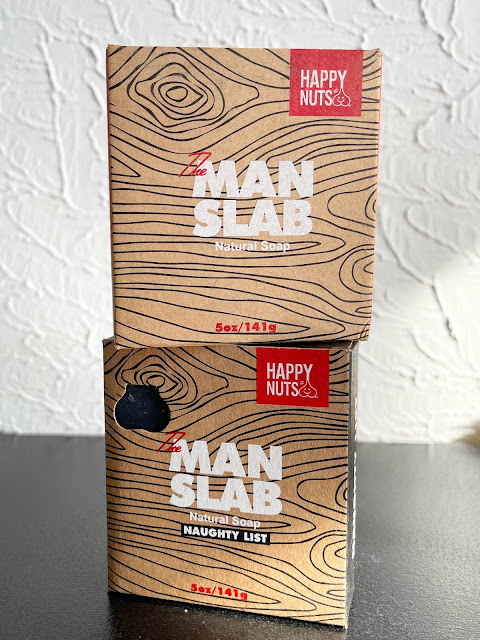 HAPPY
NUTS
The
MAN
SLAB
Natural Soap
5oz/141g
HAPPY
NUTS
The
MAN
SLAB
Natural Soap
NAUGHTY LIST
5oz/141g